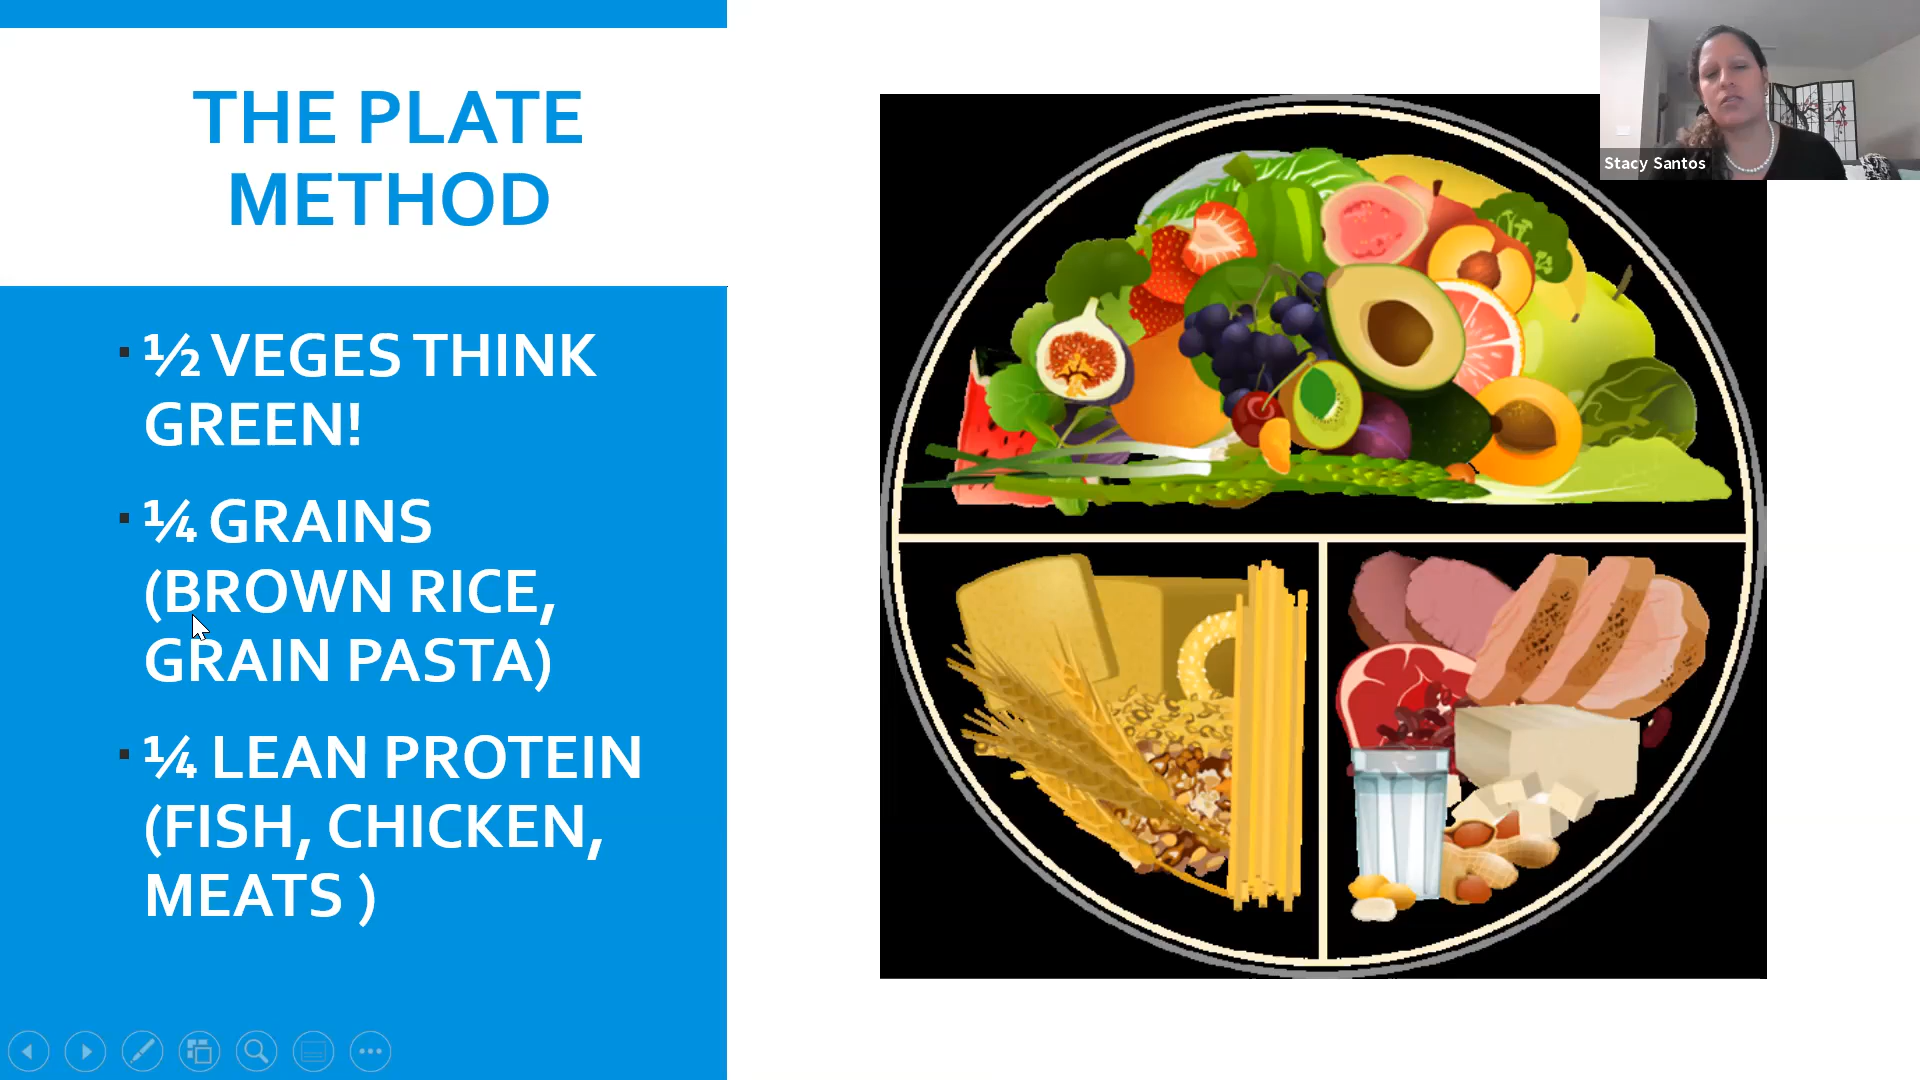 THE PLATE
METHOD
½ VEGES THINK
GREEN!
¼ GRAINS
(BROWN RICE,
GRAIN PASTA)
¼ LEAN PROTEIN
(FISH, CHICKEN,
MEATS )
Stacy Santos